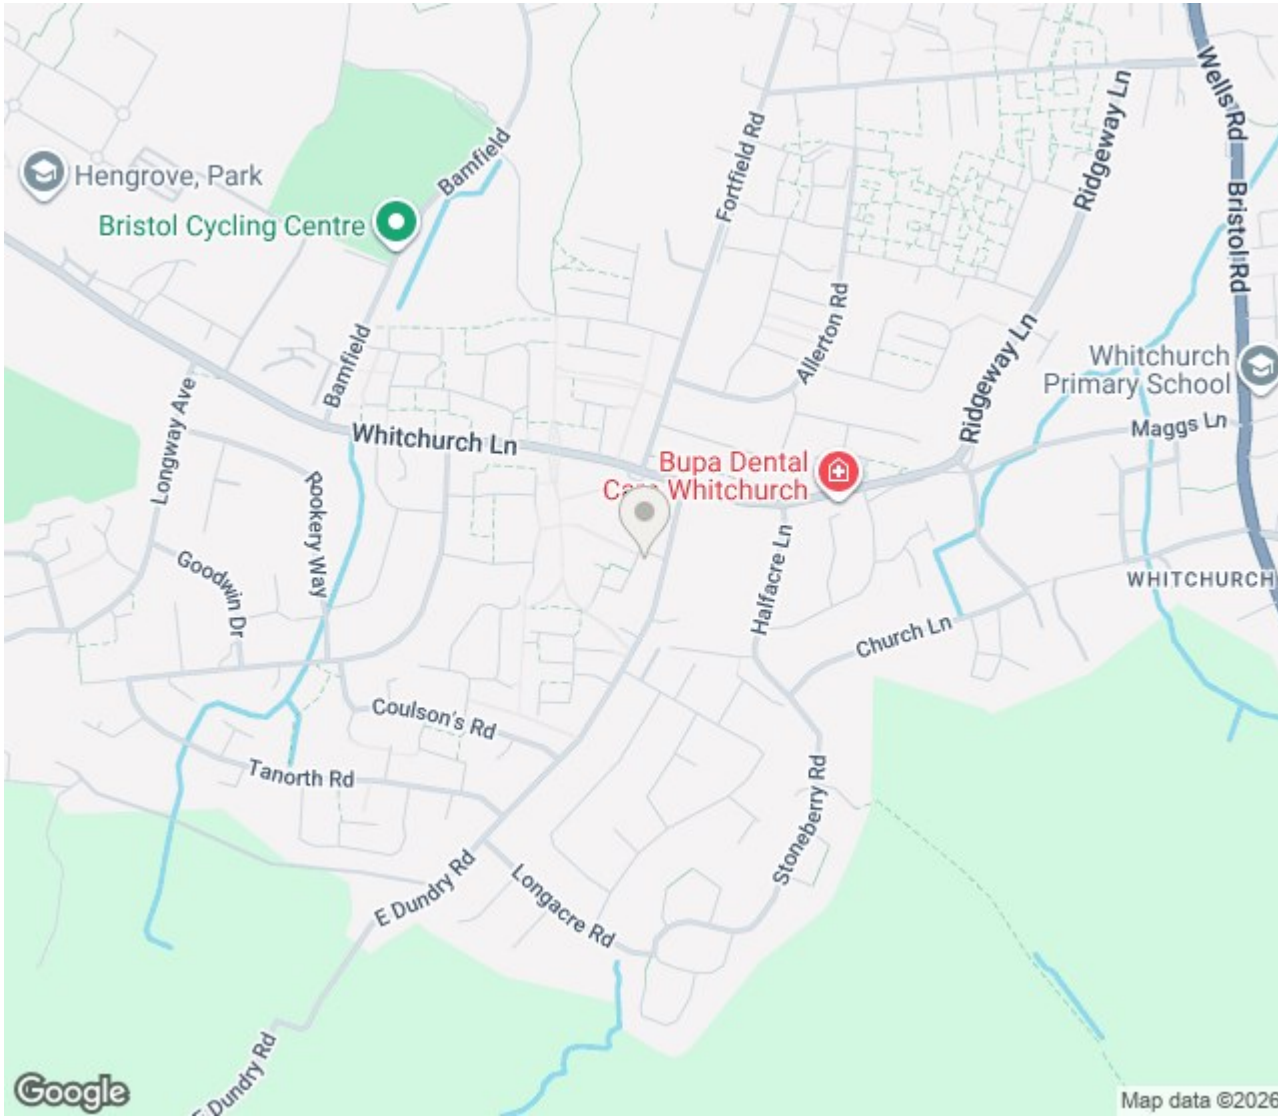 Wells Rd
Ridgeway Ln
Bamfield
Fortfield Rd
Hengrove, Park
Bristol Cycling Centre
Bristol Rd
Allerton Rd
Ridgeway Ln
Bamfield
Whitchurch
Primary School
Longway Ave
Maggs Ln
Whitchurch Ln
Bupa Dental
Care Whitchurch
Rookery Way
Goodwin Dr
Halfacre Ln
WHITCHURCH
Church Ln
Coulson's Rd
Tanorth Rd
Stoneberry Rd
E Dundry Rd
Longacre Rd
E Dundry Rd
Google
Map data ©2026